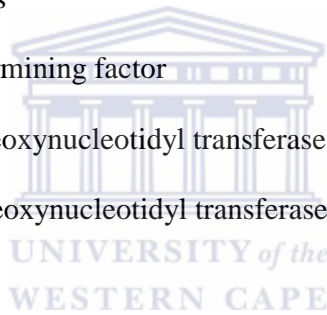 s
mining factor
eoxynucleotidyl transferase
eoxynucleotidyl transferase
UNIVERSITY of the
WESTERN CAPE